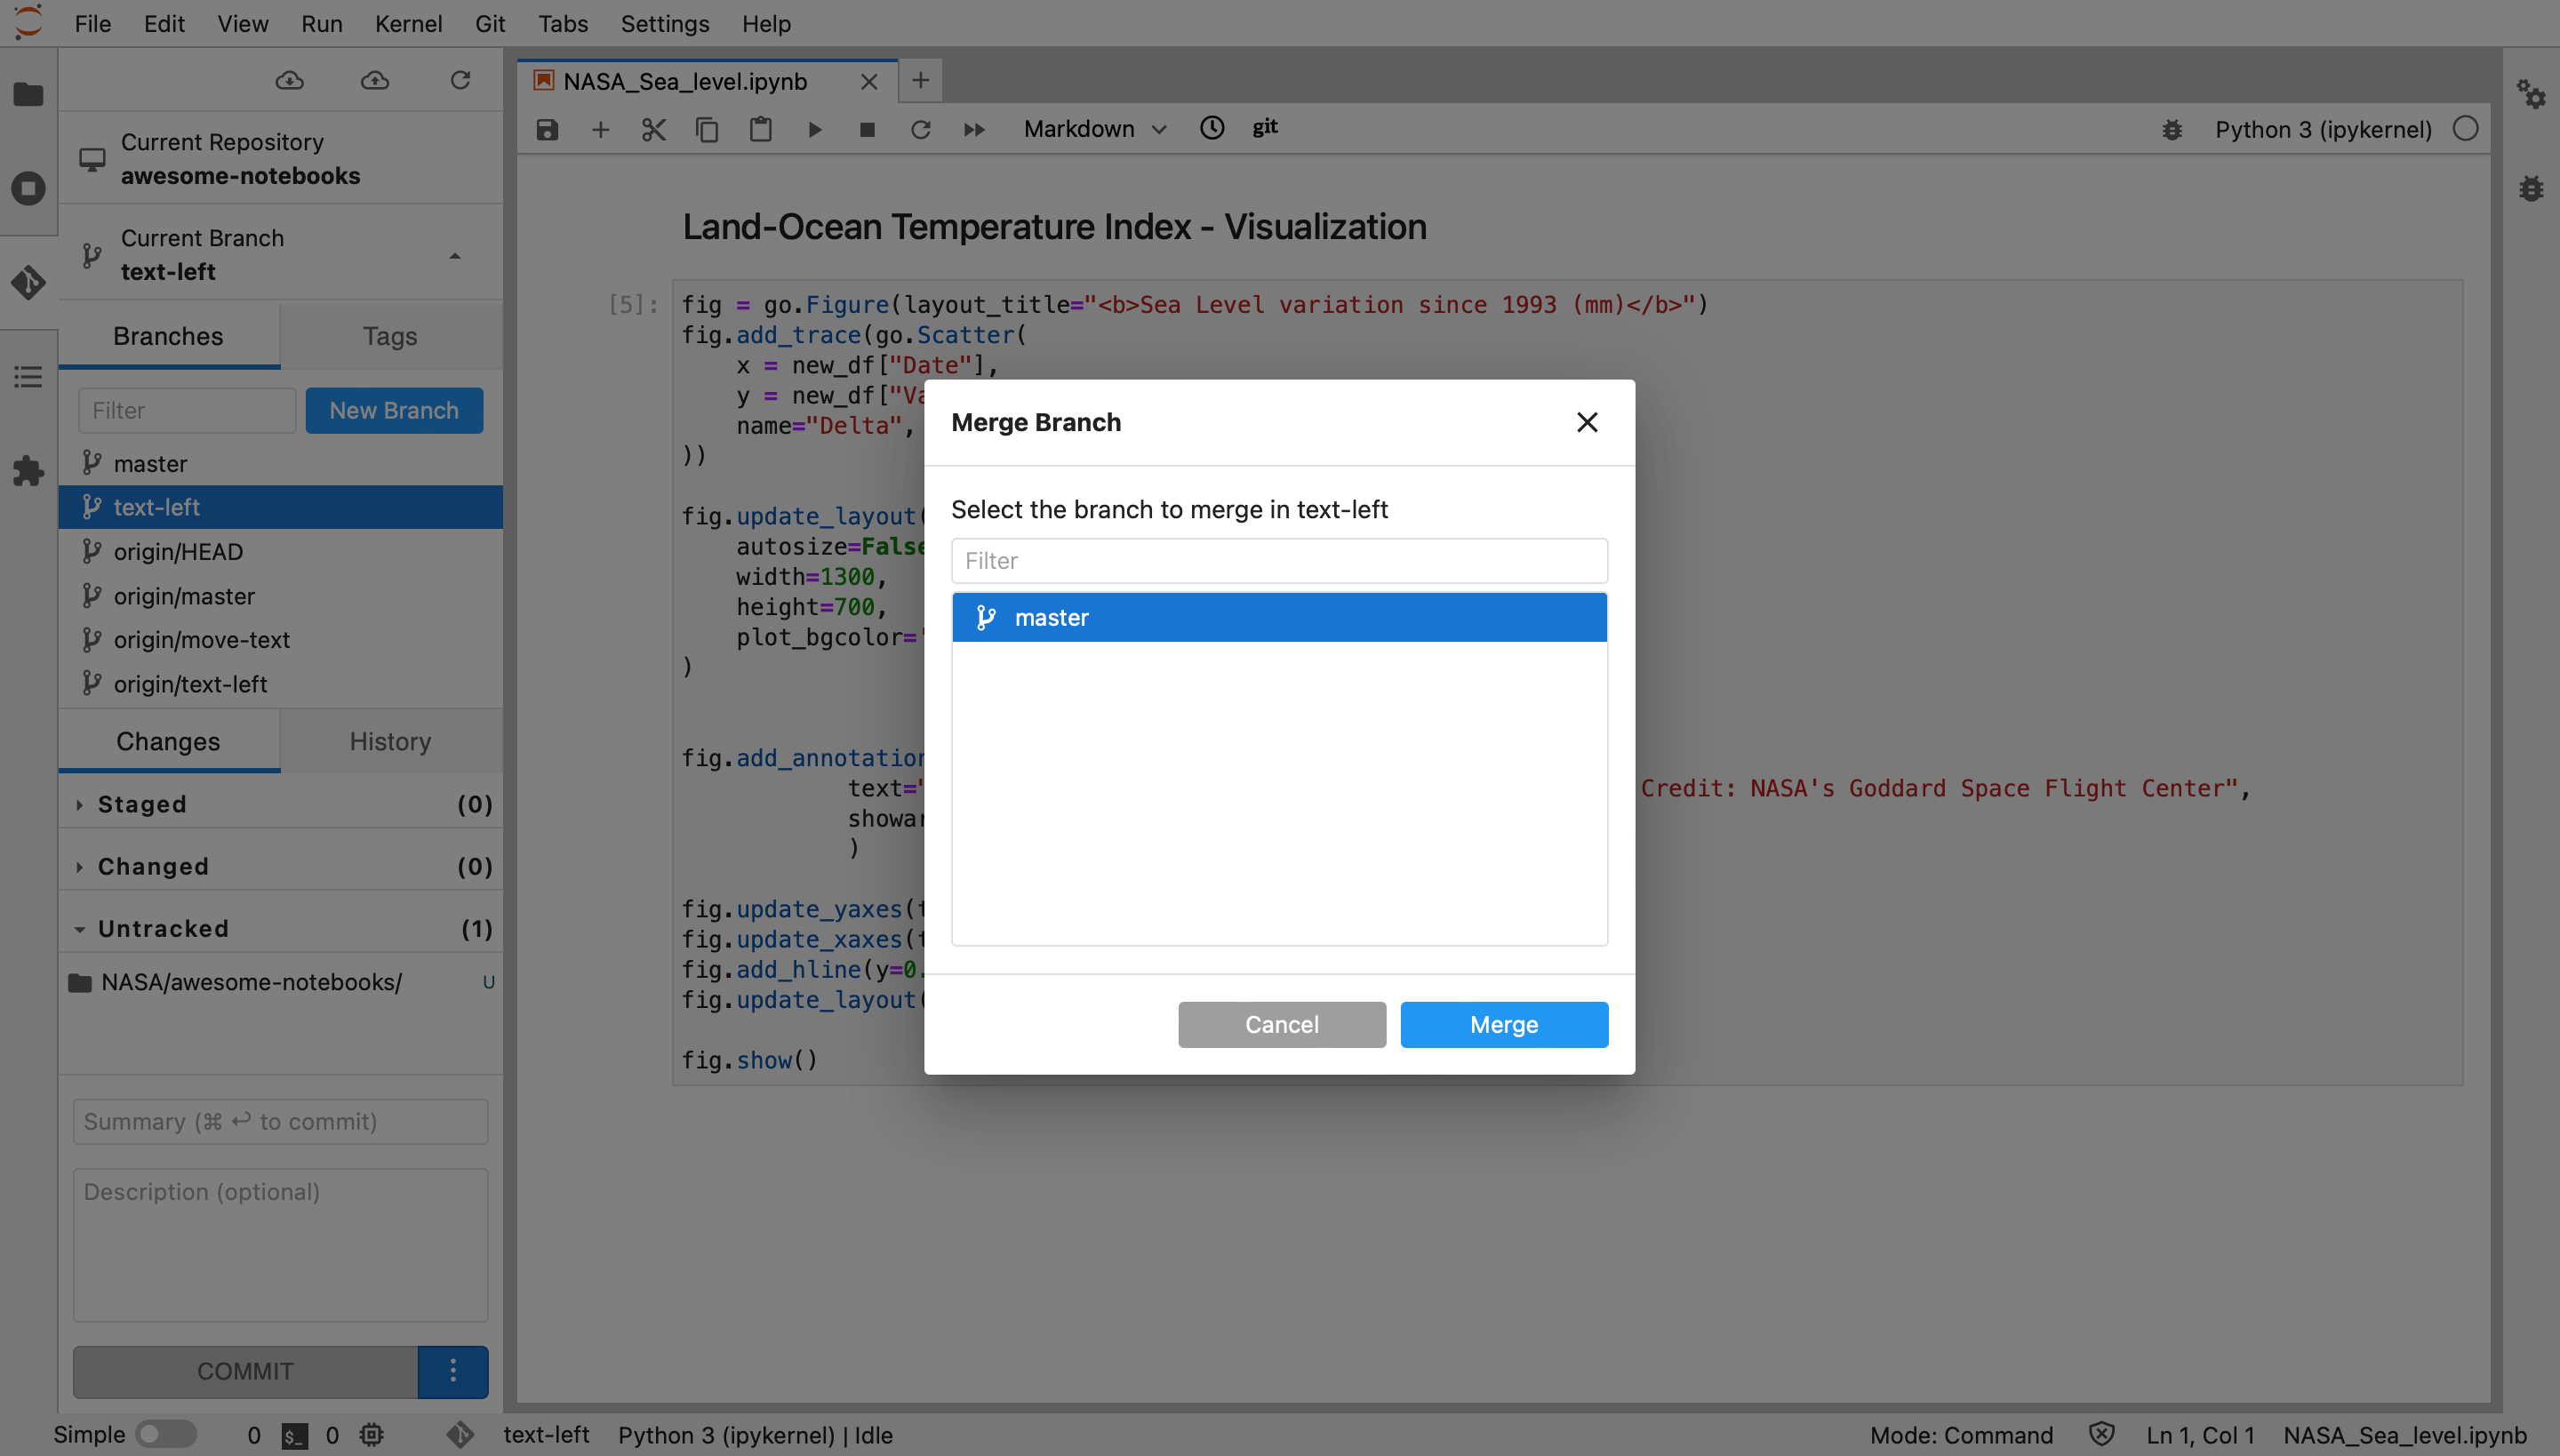 File Edit View Run Kernel Git Tabs Settings Help
Current Repository
awesome-notebooks
Current Branch
text-left
Branches Tags
Filter New Branch
master
text-left
origin/HEAD
origin/master
origin/move-text
origin/text-left
Changes History
Staged (0)
Changed (0)
Untracked (1)
NASA/awesome-notebooks/ U
Summary (⌘ ↩ to commit)
Description (optional)
COMMIT
NASA_Sea_level.ipynb
Markdown git Python 3 (ipykernel)
Land-Ocean Temperature Index - Visualization
[5]: fig = go.Figure(layout_title="<b>Sea Level variation since 1993 (mm)</b>")
fig.add_trace(go.Scatter(
x = new_df["Date"],
y = new_df["Va
name="Delta",
))
fig.update_layout(
autosize=False
width=1300,
height=700,
plot_bgcolor=
)
fig.add_annotation
text=" Credit: NASA's Goddard Space Flight Center",
showar
)
fig.update_yaxes(t
fig.update_xaxes(t
fig.add_hline(y=0.
fig.update_layout(
fig.show()
Merge Branch
Select the branch to merge in text-left
Filter
master
Cancel Merge
Simple 0 $_ 0 text-left Python 3 (ipykernel) | Idle Mode: Command Ln 1, Col 1 NASA_Sea_level.ipynb